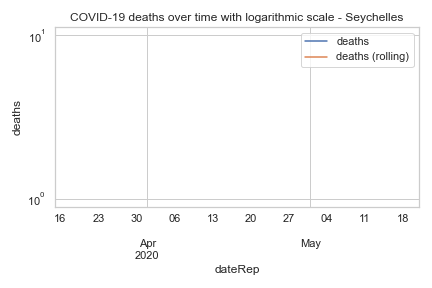 COVID-19 deaths over time with logarithmic scale - Seychelles
10¹
deaths
deaths (rolling)
deaths
10⁰
16 23 30 06 13 20 27 04 11 18
Apr May
2020
dateRep